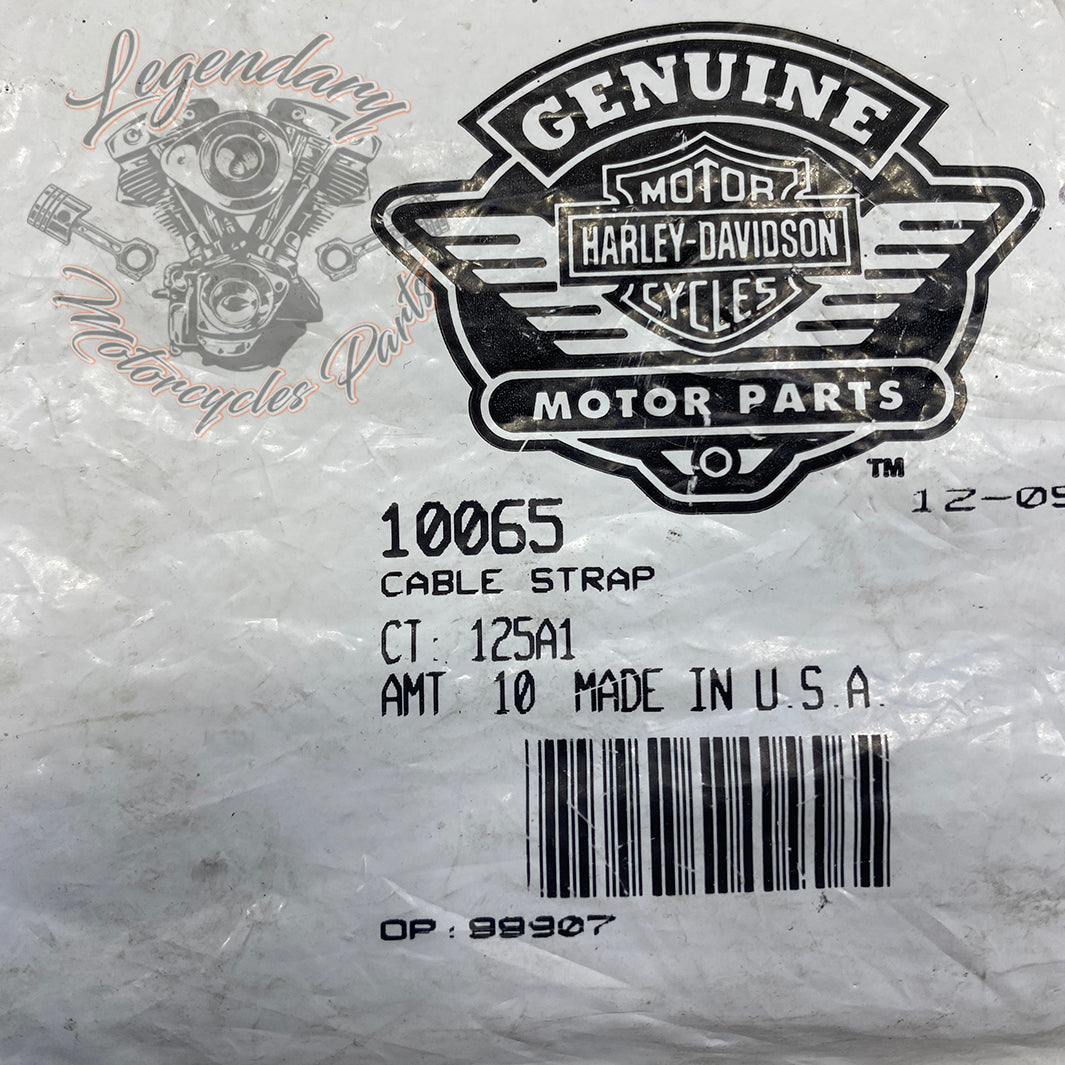 Legendary
Motorcycles Parts
GENUINE
MOTOR
HARLEY-DAVIDSON
CYCLES
MOTOR PARTS
TM
12-05
10065
CABLE STRAP
CT: 125A1
AMT 10 MADE IN U.S.A.
OP:99907